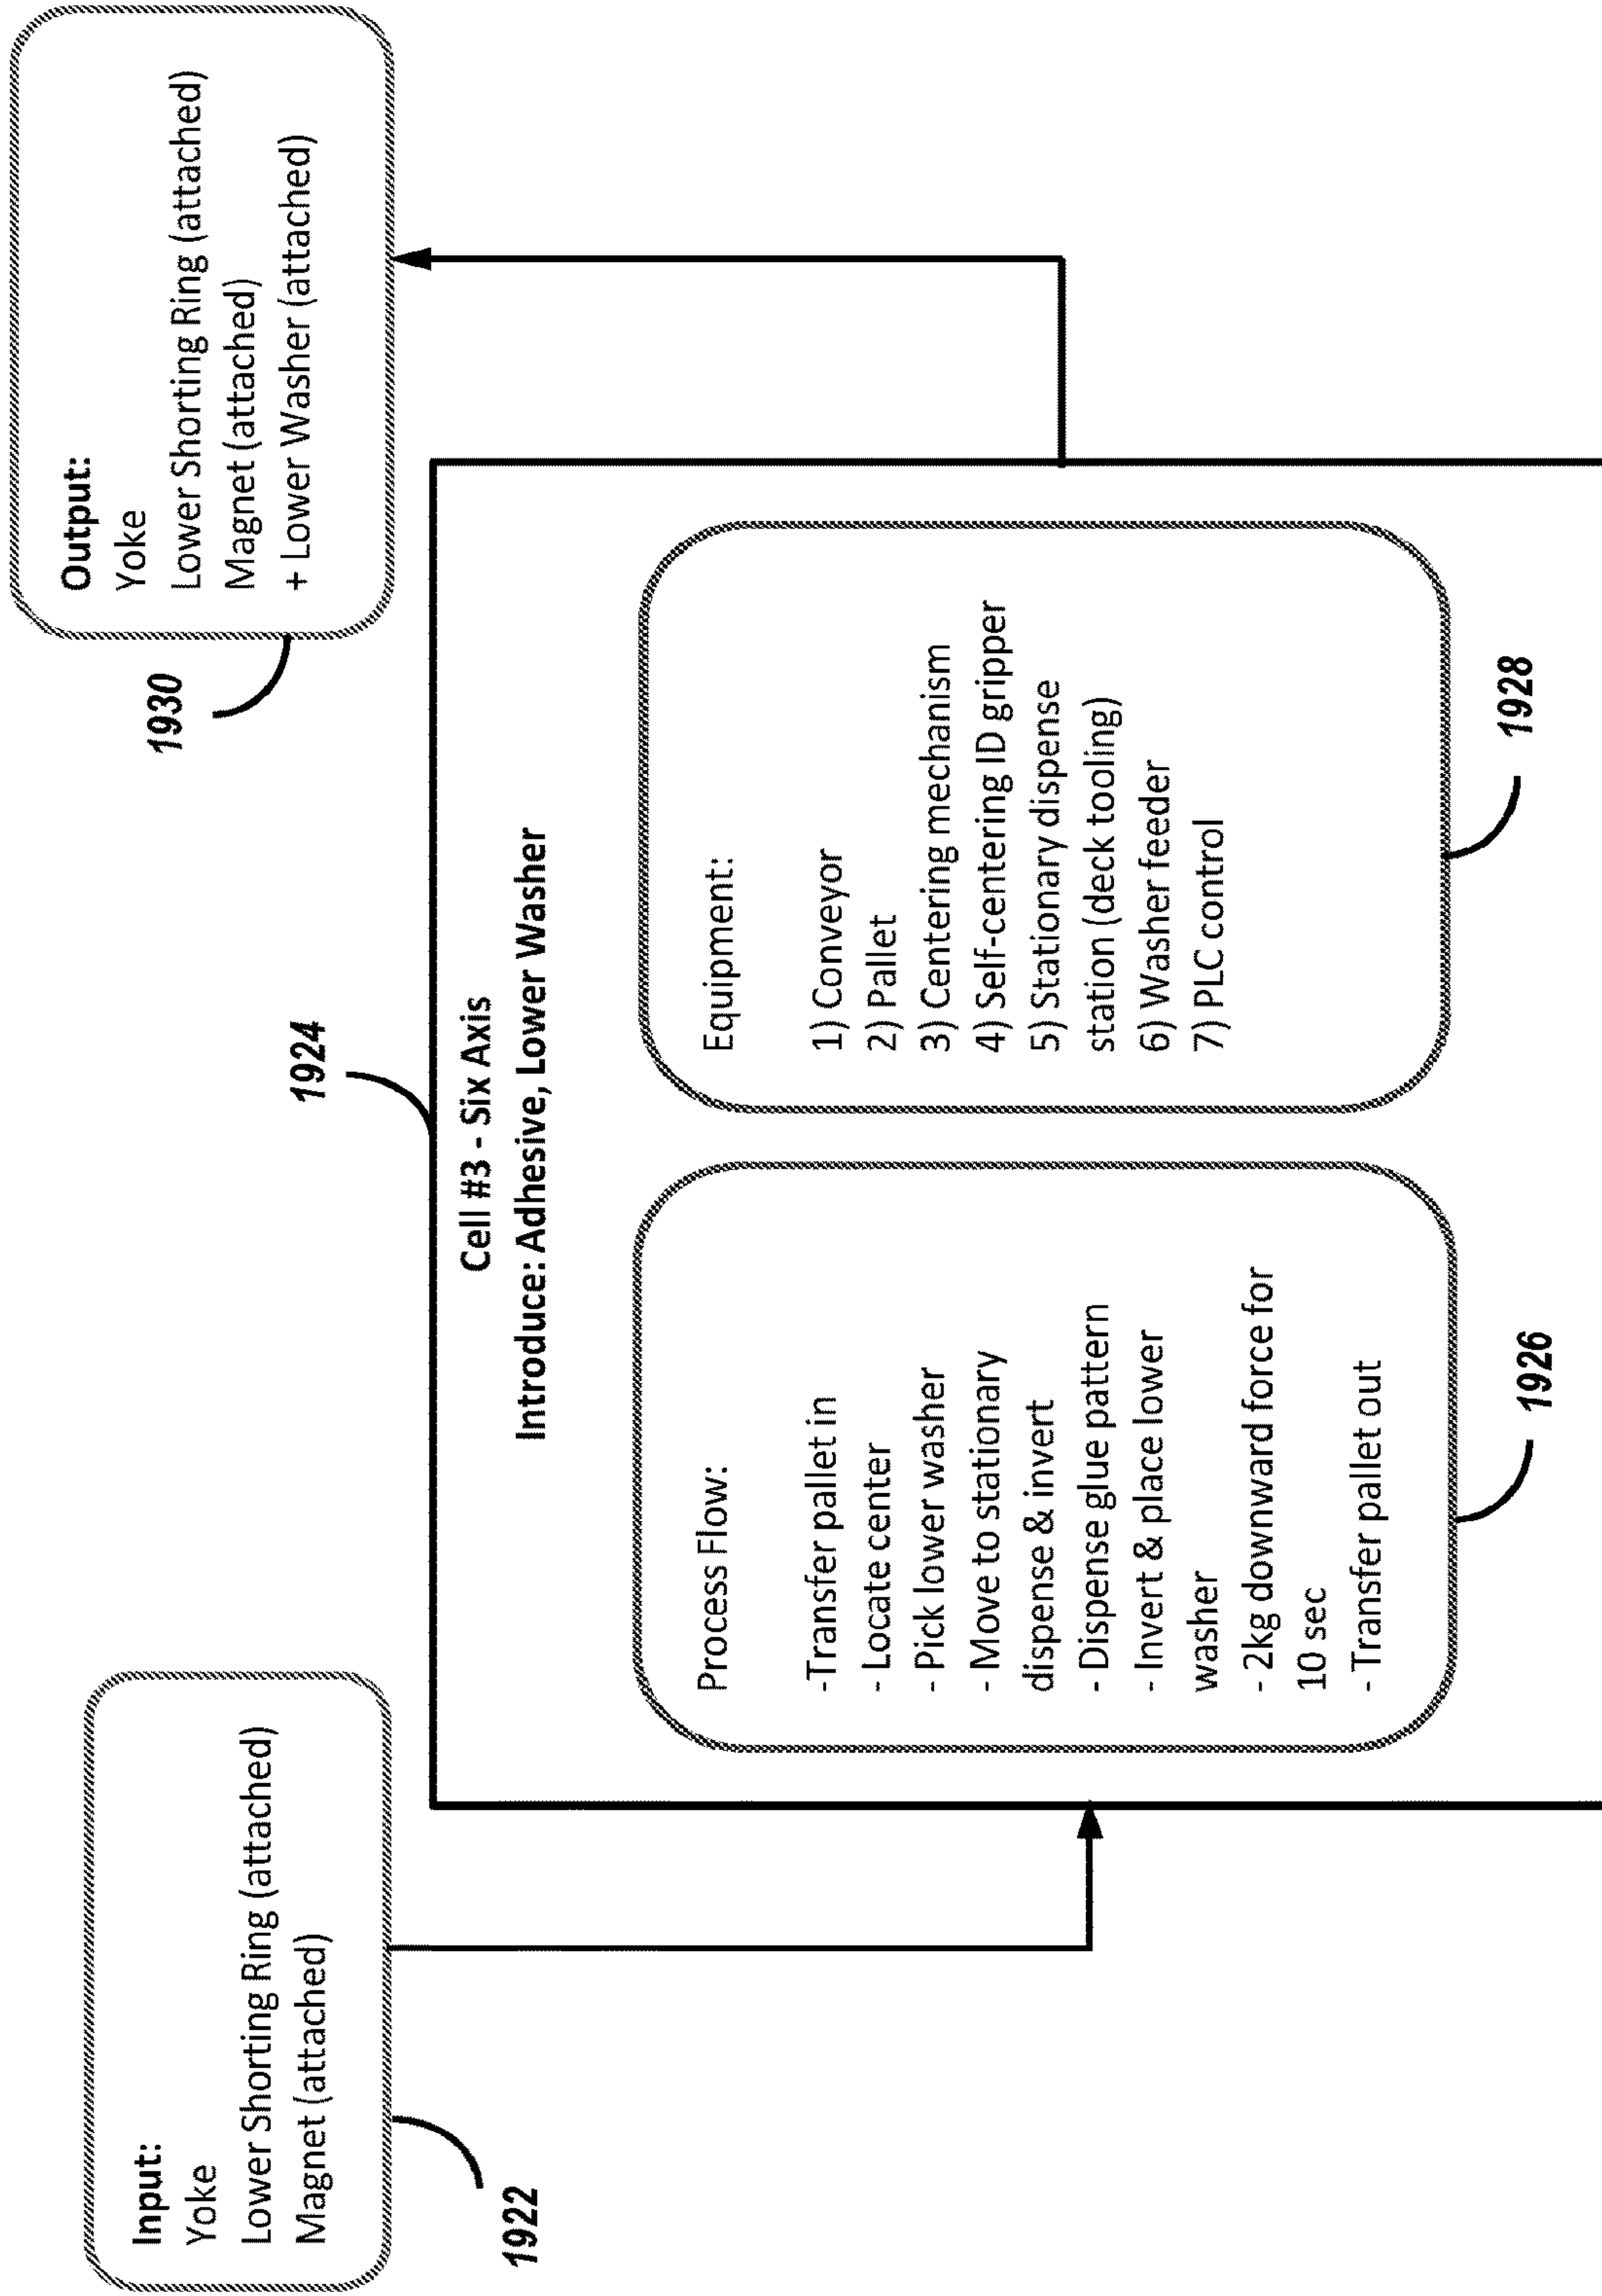 Input:
Yoke
Lower Shorting Ring (attached)
Magnet (attached)
1922
1924
Cell #3 - Six Axis
Introduce: Adhesive, Lower Washer
Process Flow:
-Transfer pallet in
- Locate center
- Pick lower washer
- Move to stationary
dispense & invert
- Dispense glue pattern
- Invert & place lower
washer
- 2kg downward force for
10 sec
- Transfer pallet out
1926
Equipment:
1) Conveyor
2) Pallet
3) Centering mechanism
4) Self-centering ID gripper
5) Stationary dispense
station (deck tooling)
6) Washer feeder
7) PLC control
1928
Output:
Yoke
Lower Shorting Ring (attached)
Magnet (attached)
+ Lower Washer (attached)
1930